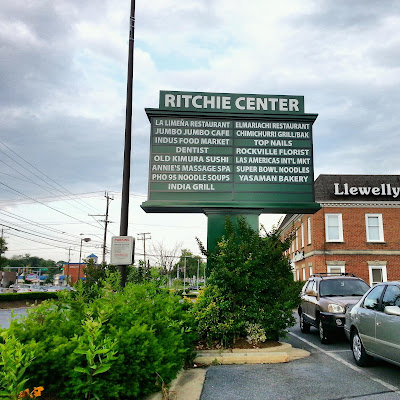 RITCHIE CENTER
LA LIMEÑA RESTAURANT
JUMBO JUMBO CAFE
INDUS FOOD MARKET
DENTIST
OLD KIMURA SUSHI
ANNIE'S MASSAGE SPA
PHO 95 NOODLE SOUPS
INDIA GRILL
ELMARIACHI RESTAURANT
CHIMICHURRI GRILL/BAK
TOP NAILS
ROCKVILLE FLORIST
LAS AMERICAS INT'L MKT
SUPER BOWL NOODLES
YASAMAN BAKERY
Llewelly